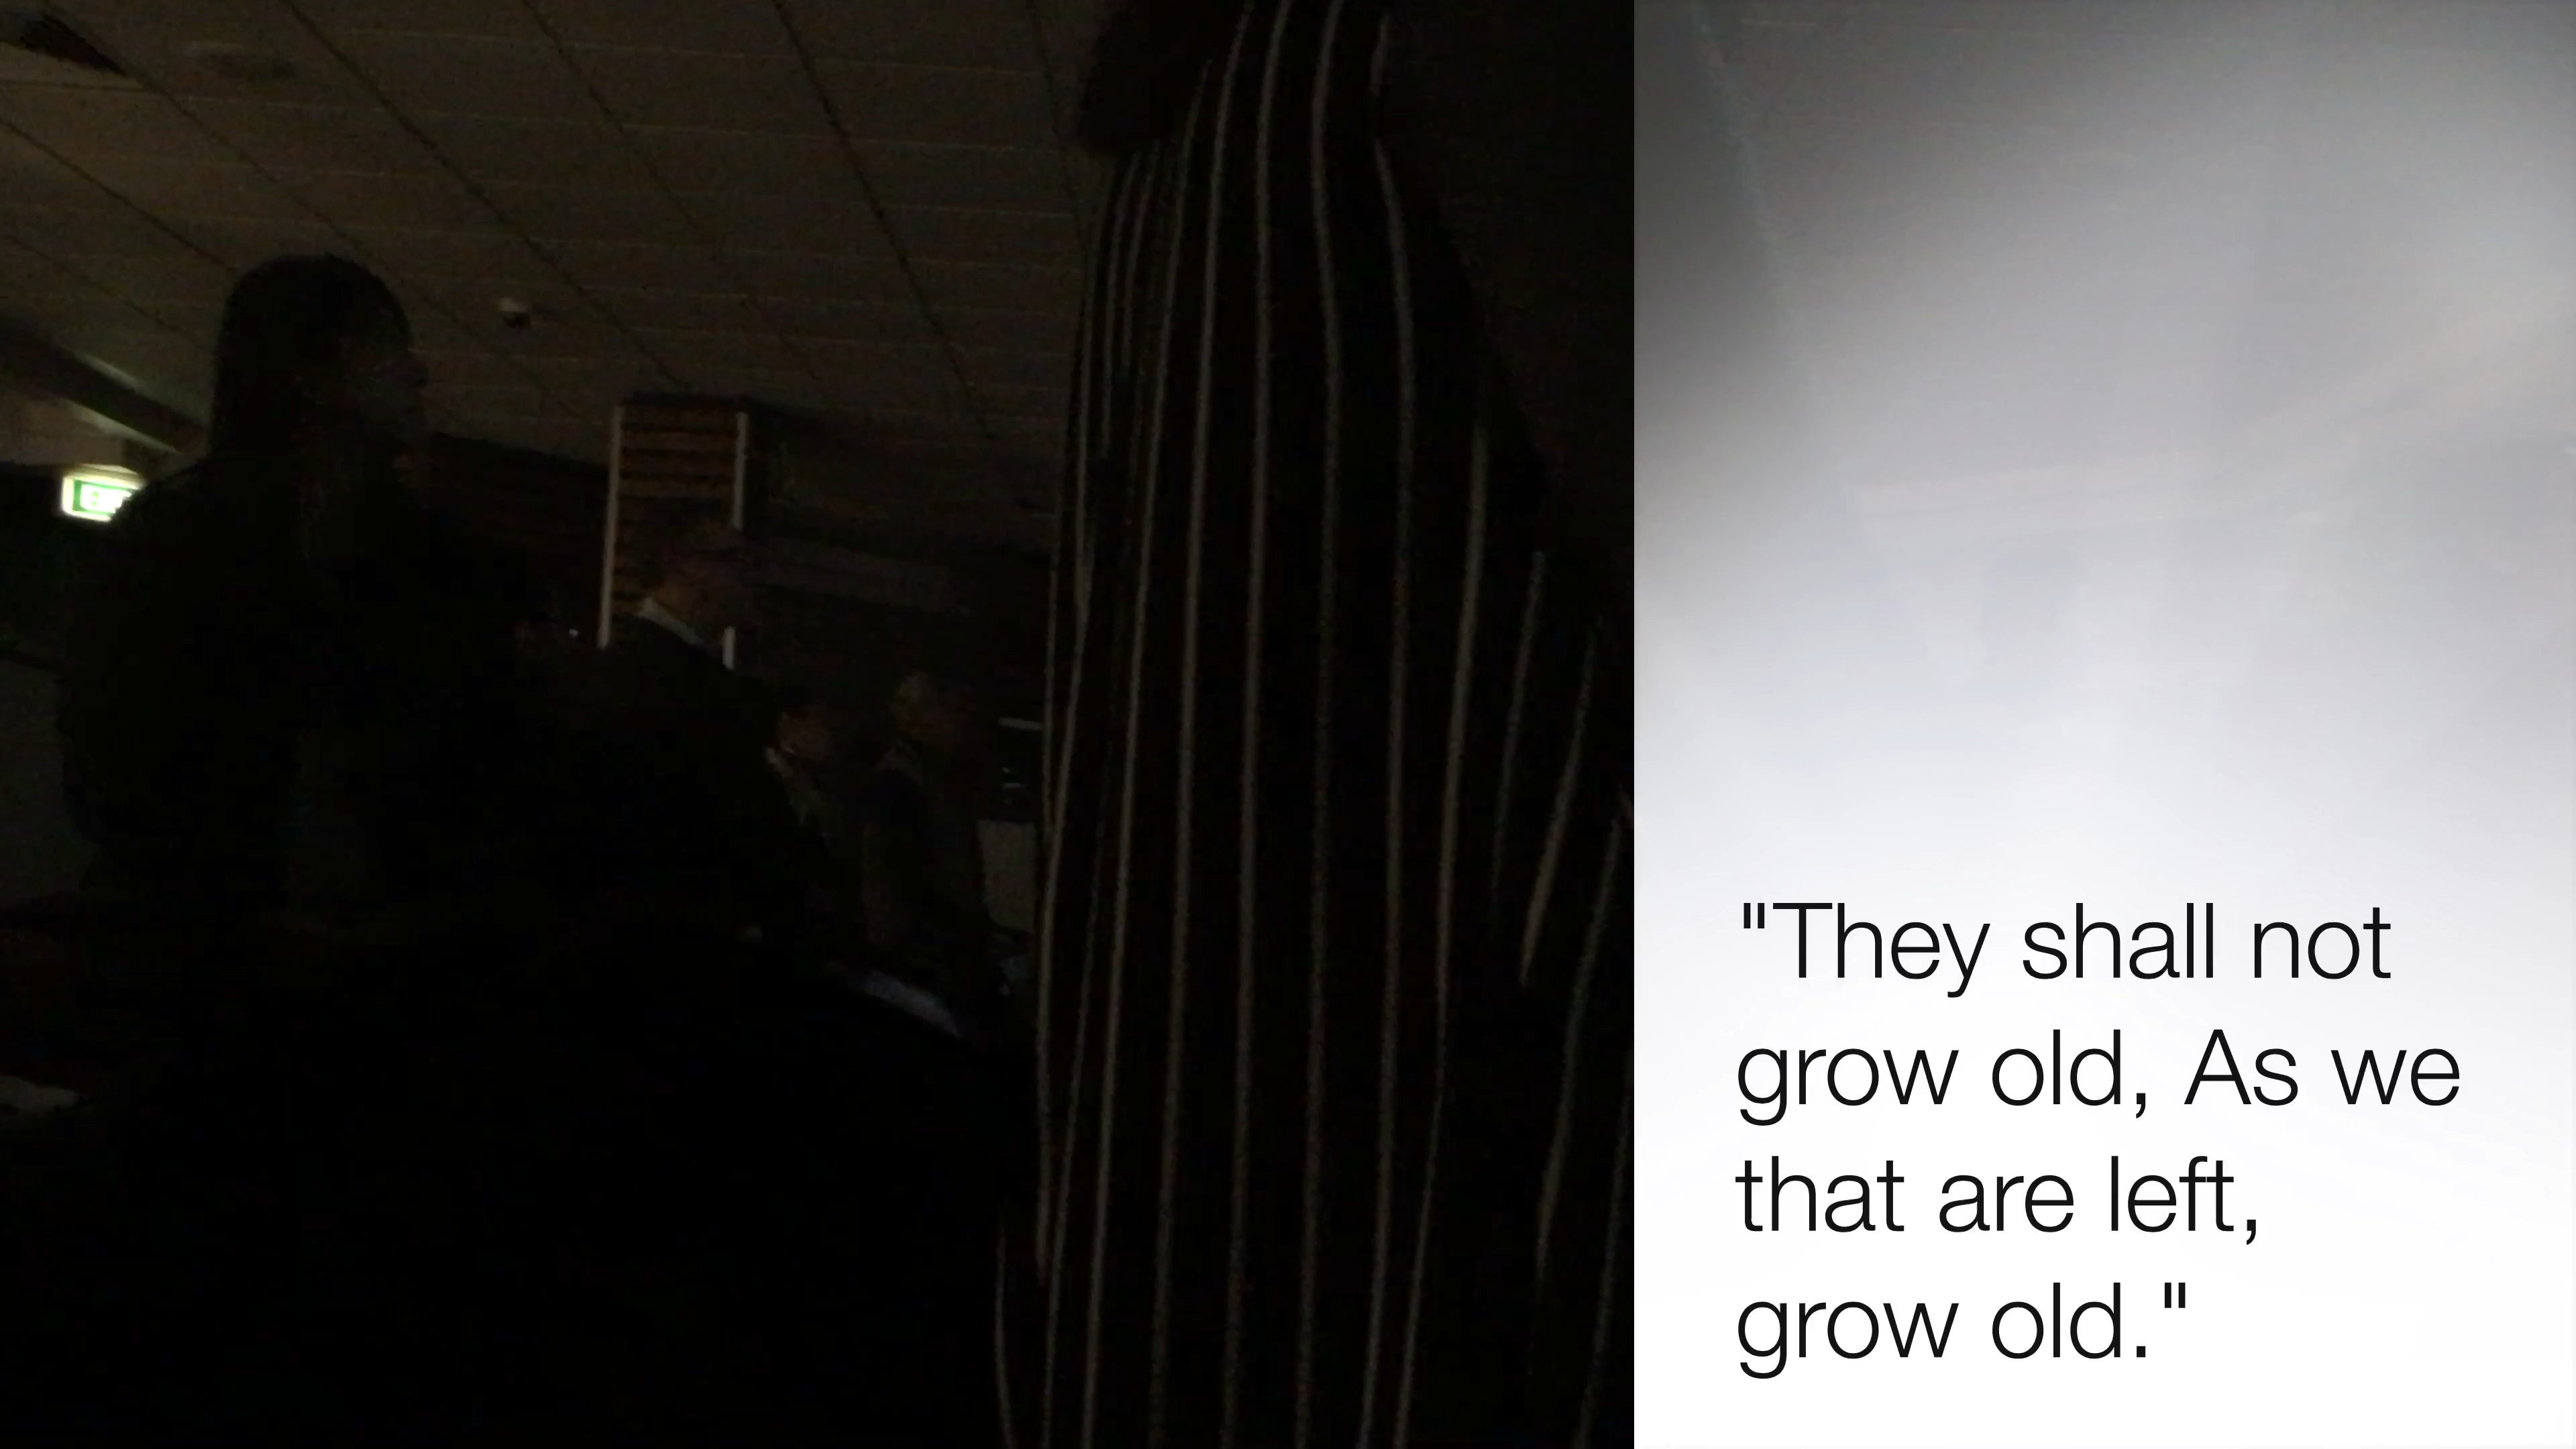 "They shall not
grow old, As we
that are left,
grow old."